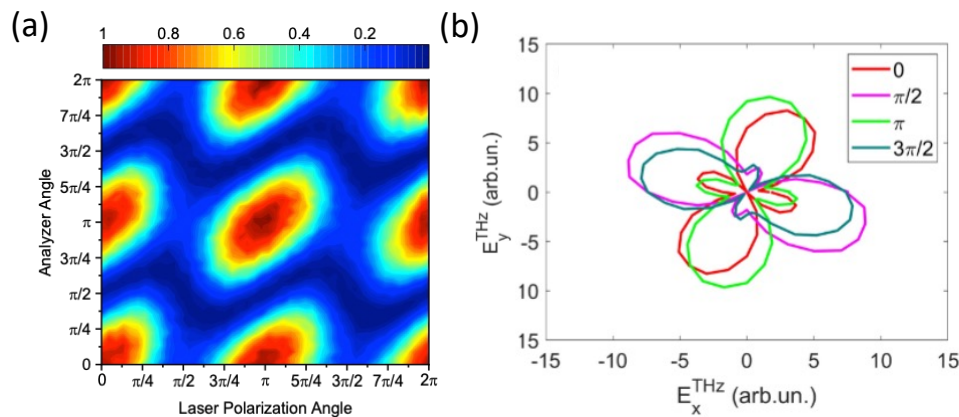 (a)
1 0.8 0.6 0.4 0.2
2π
7π/4
3π/2
5π/4
π
3π/4
π/2
π/4
0
Analyzer Angle
0 π/4 π/2 3π/4 π 5π/4 3π/2 7π/4 2π
Laser Polarization Angle
(b)
15
10
5
0
5
10
15
E_y^THz (arb.un.)
-15 -10 -5 0 5 10 15
E_x^THz (arb.un.)
0
π/2
π
3π/2